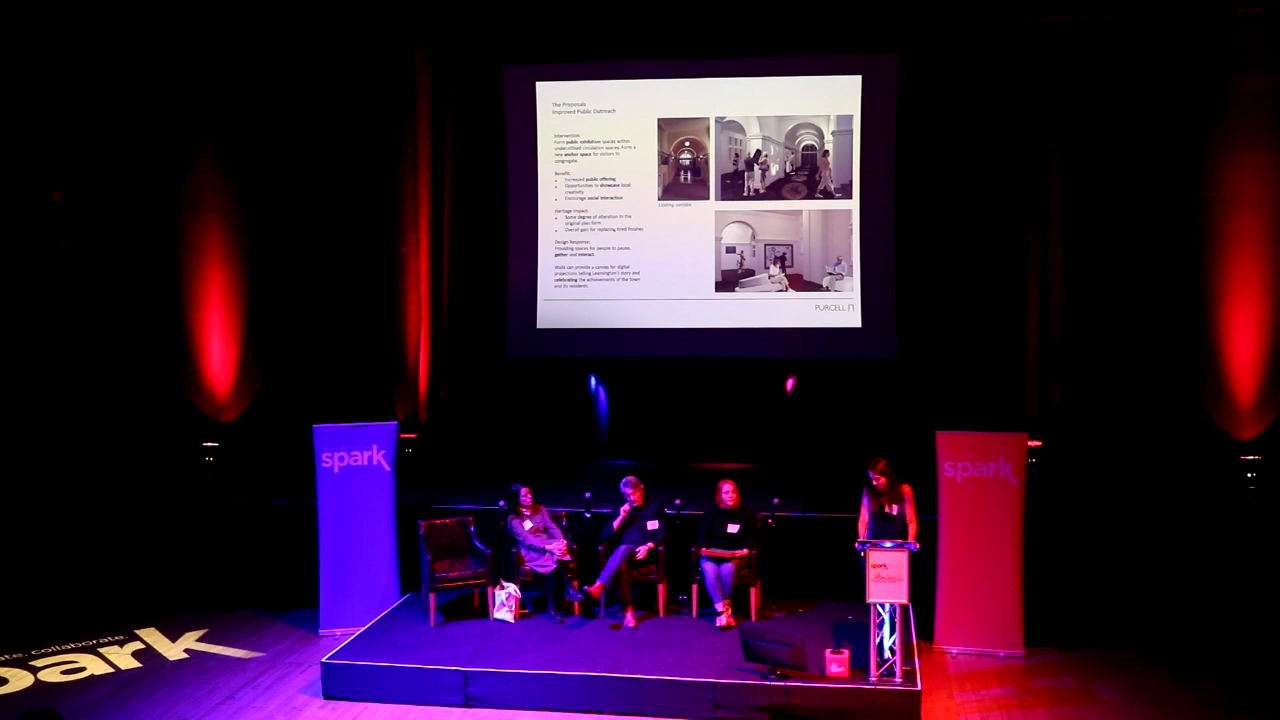 The Proposals
Improved Public Outreach
Intervention:
Form public exhibition spaces within
underutilised circulation spaces. Form a
new anchor space for visitors to
congregate.
Benefit:
Increased public offering
Opportunities to showcase local
creativity
Encourage social interaction
Heritage Impact:
Some degree of alteration to the
original plan form
Overall gain for replacing tired finishes
Design Response:
Providing spaces for people to pause,
gather and interact.
Walls can provide a canvas for digital
projections telling Leamington's story and
celebrating the achievements of the town
and its residents.
Existing corridor
PURCELL
spark
spark
spark
ate. collaborate.
park